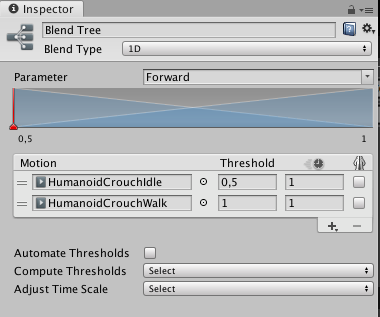 Inspector
Blend Tree
Blend Type 1D
Parameter Forward
0,5 1
Motion Threshold
HumanoidCrouchIdle 0,5 1
HumanoidCrouchWalk 1 1
+ −
Automate Thresholds
Compute Thresholds Select
Adjust Time Scale Select